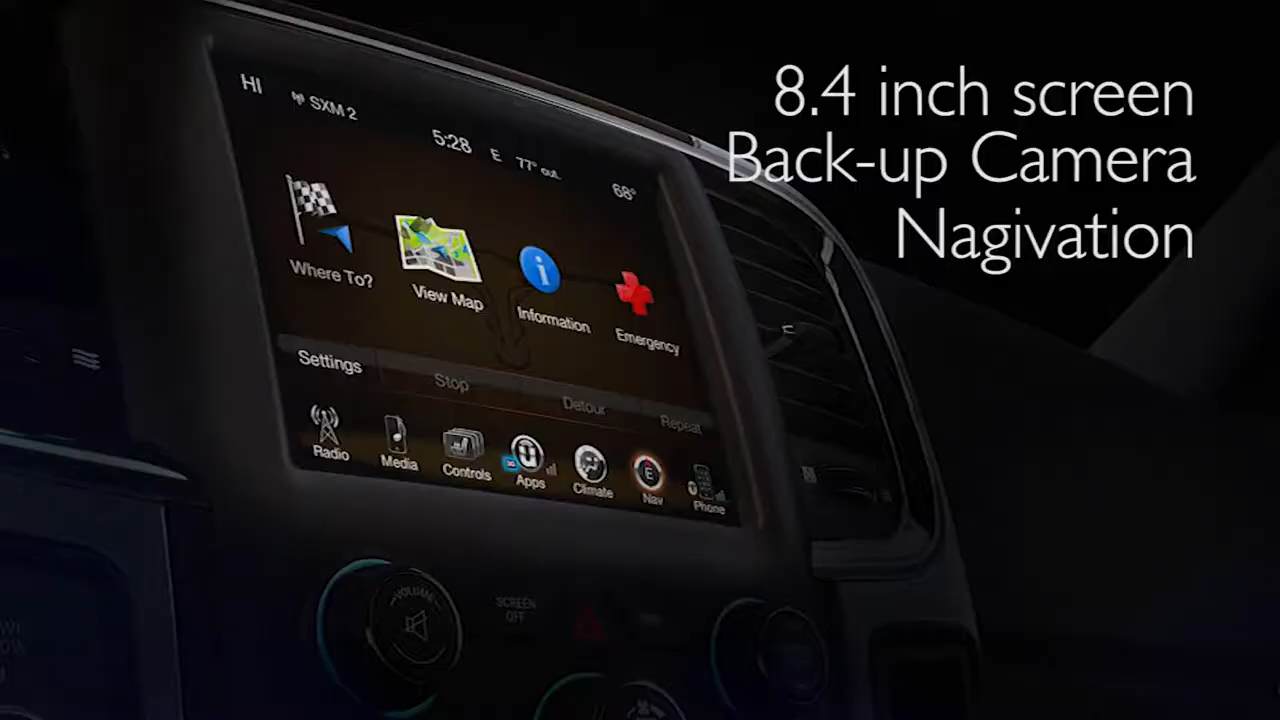 8.4 inch screen
Back-up Camera
Nagivation
HI
SXM 2
5:28 E 77° out 68°
Where To?
View Map
Information
Emergency
Settings
Stop
Detour
Repeat
Radio
Media
Controls
Apps
Climate
E
Nav
Phone
VOLUME
SCREEN
OFF